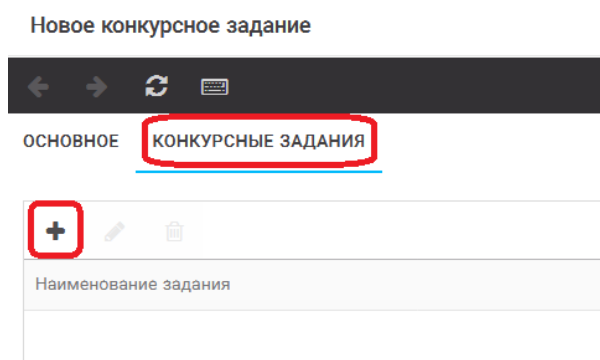 Новое конкурсное задание
ОСНОВНОЕ КОНКУРСНЫЕ ЗАДАНИЯ
Наименование задания